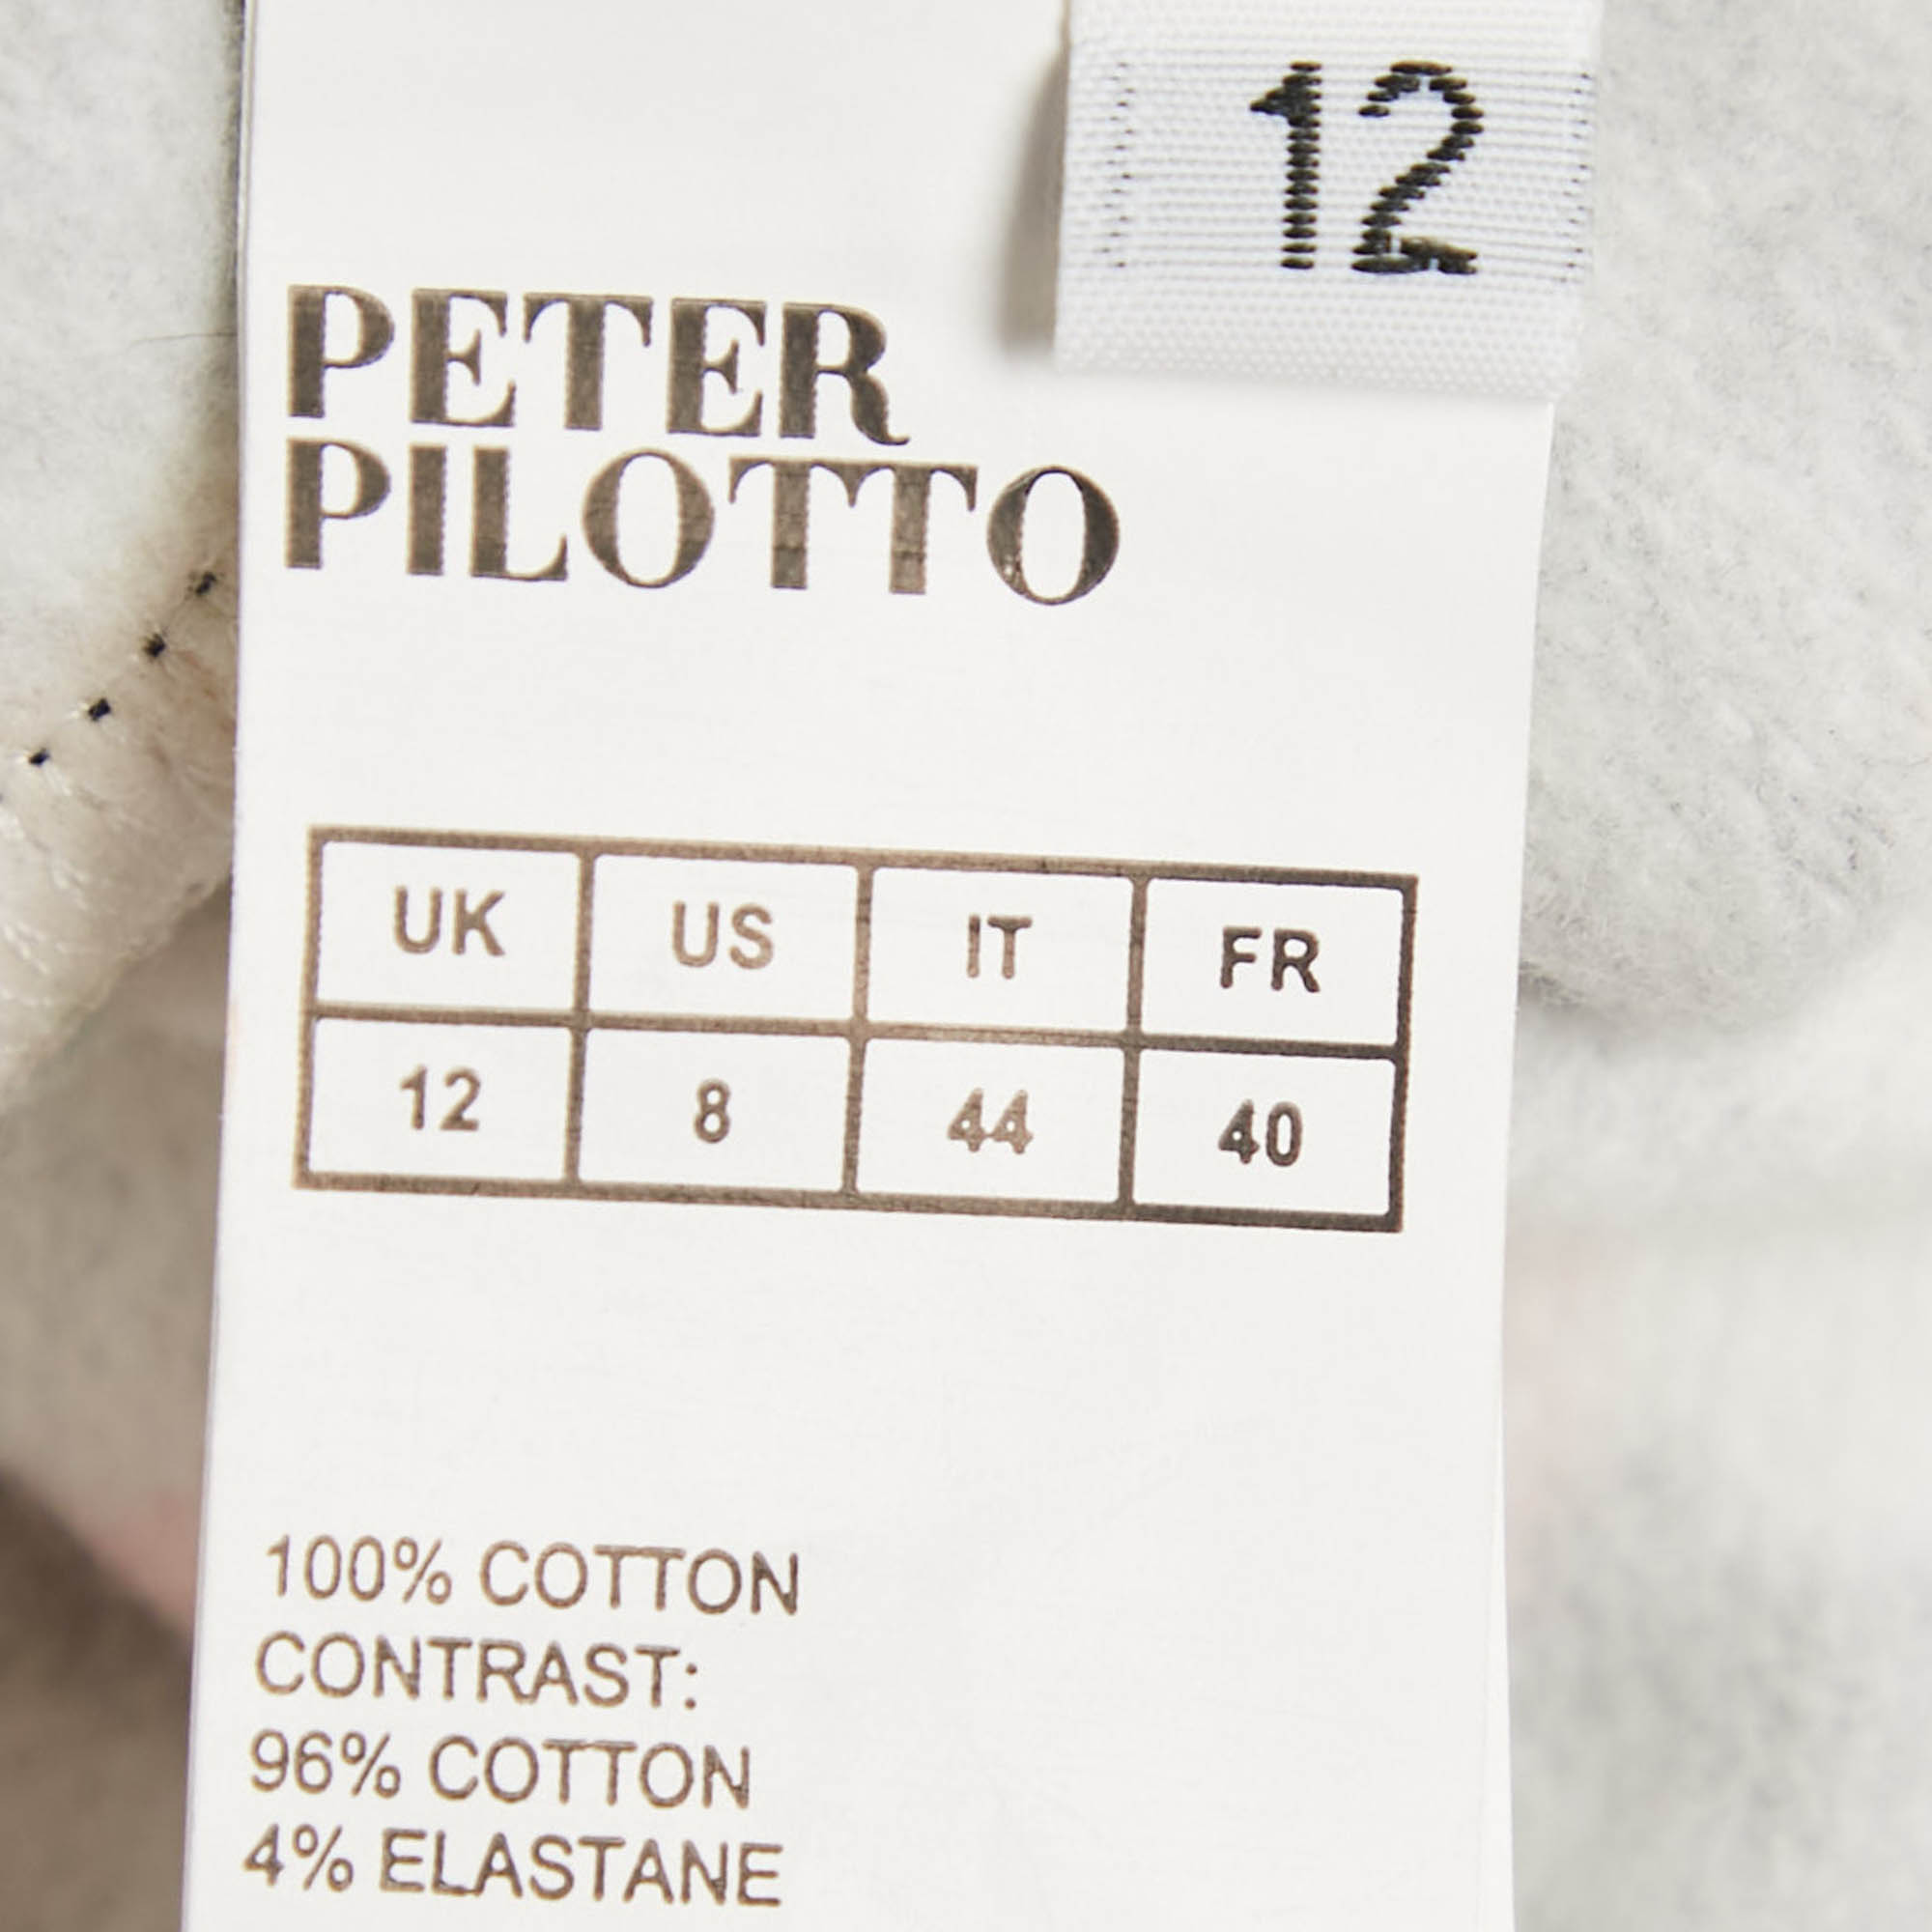 12
PETER
PILOTTO
UK US IT FR
12 8 44 40
100% COTTON
CONTRAST:
96% COTTON
4% ELASTANE